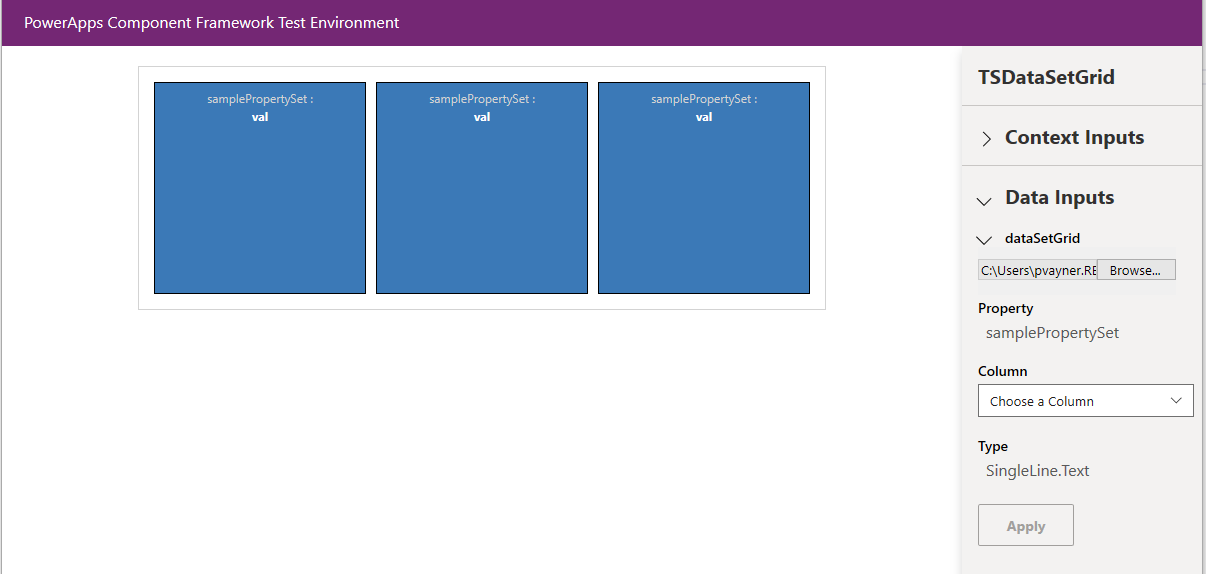 PowerApps Component Framework Test Environment
samplePropertySet :
val
samplePropertySet :
val
samplePropertySet :
val
TSDataSetGrid
Context Inputs
Data Inputs
dataSetGrid
C:\Users\pvayner.RE Browse...
Property
samplePropertySet
Column
Choose a Column
Type
SingleLine.Text
Apply